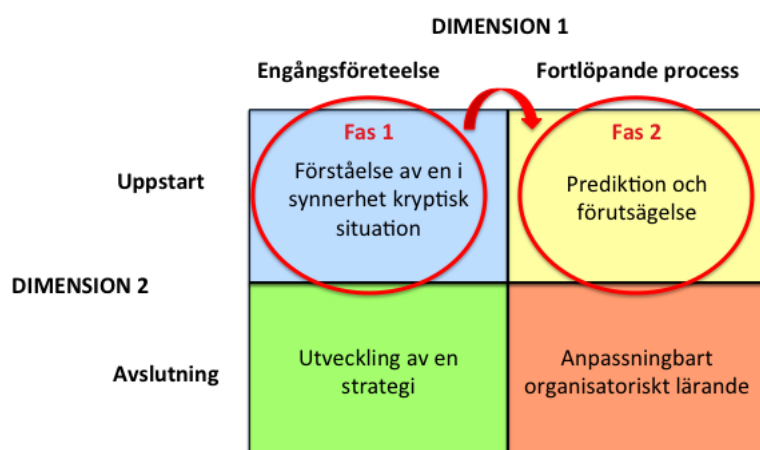 DIMENSION 1
Engångsföreteelse
Fortlöpande process
Uppstart
Fas 1
Förståelse av en i
synnerhet kryptisk
situation
Fas 2
Prediktion och
förutsägelse
DIMENSION 2
Avslutning
Utveckling av en
strategi
Anpassningbart
organisatoriskt lärande